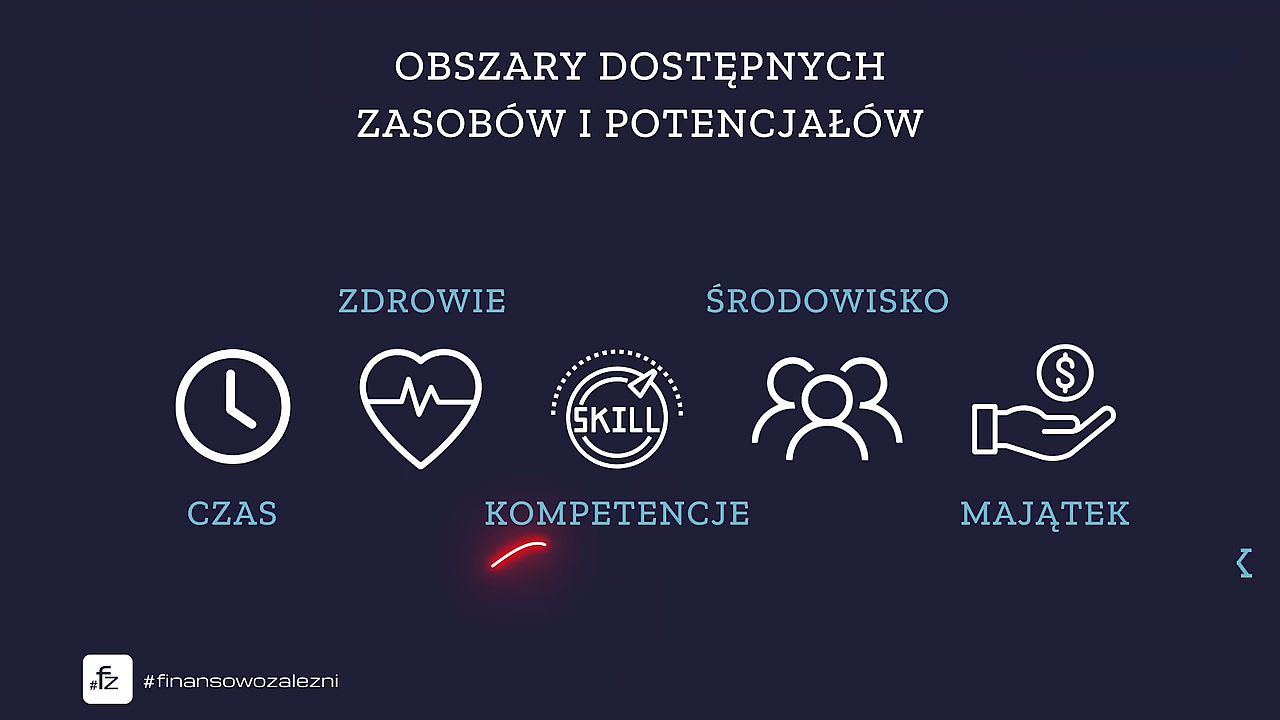 OBSZARY DOSTĘPNYCH
ZASOBÓW I POTENCJAŁÓW
ZDROWIE
ŚRODOWISKO
SKILL
$
CZAS
KOMPETENCJE
MAJĄTEK
#fz
#finansowozalezni